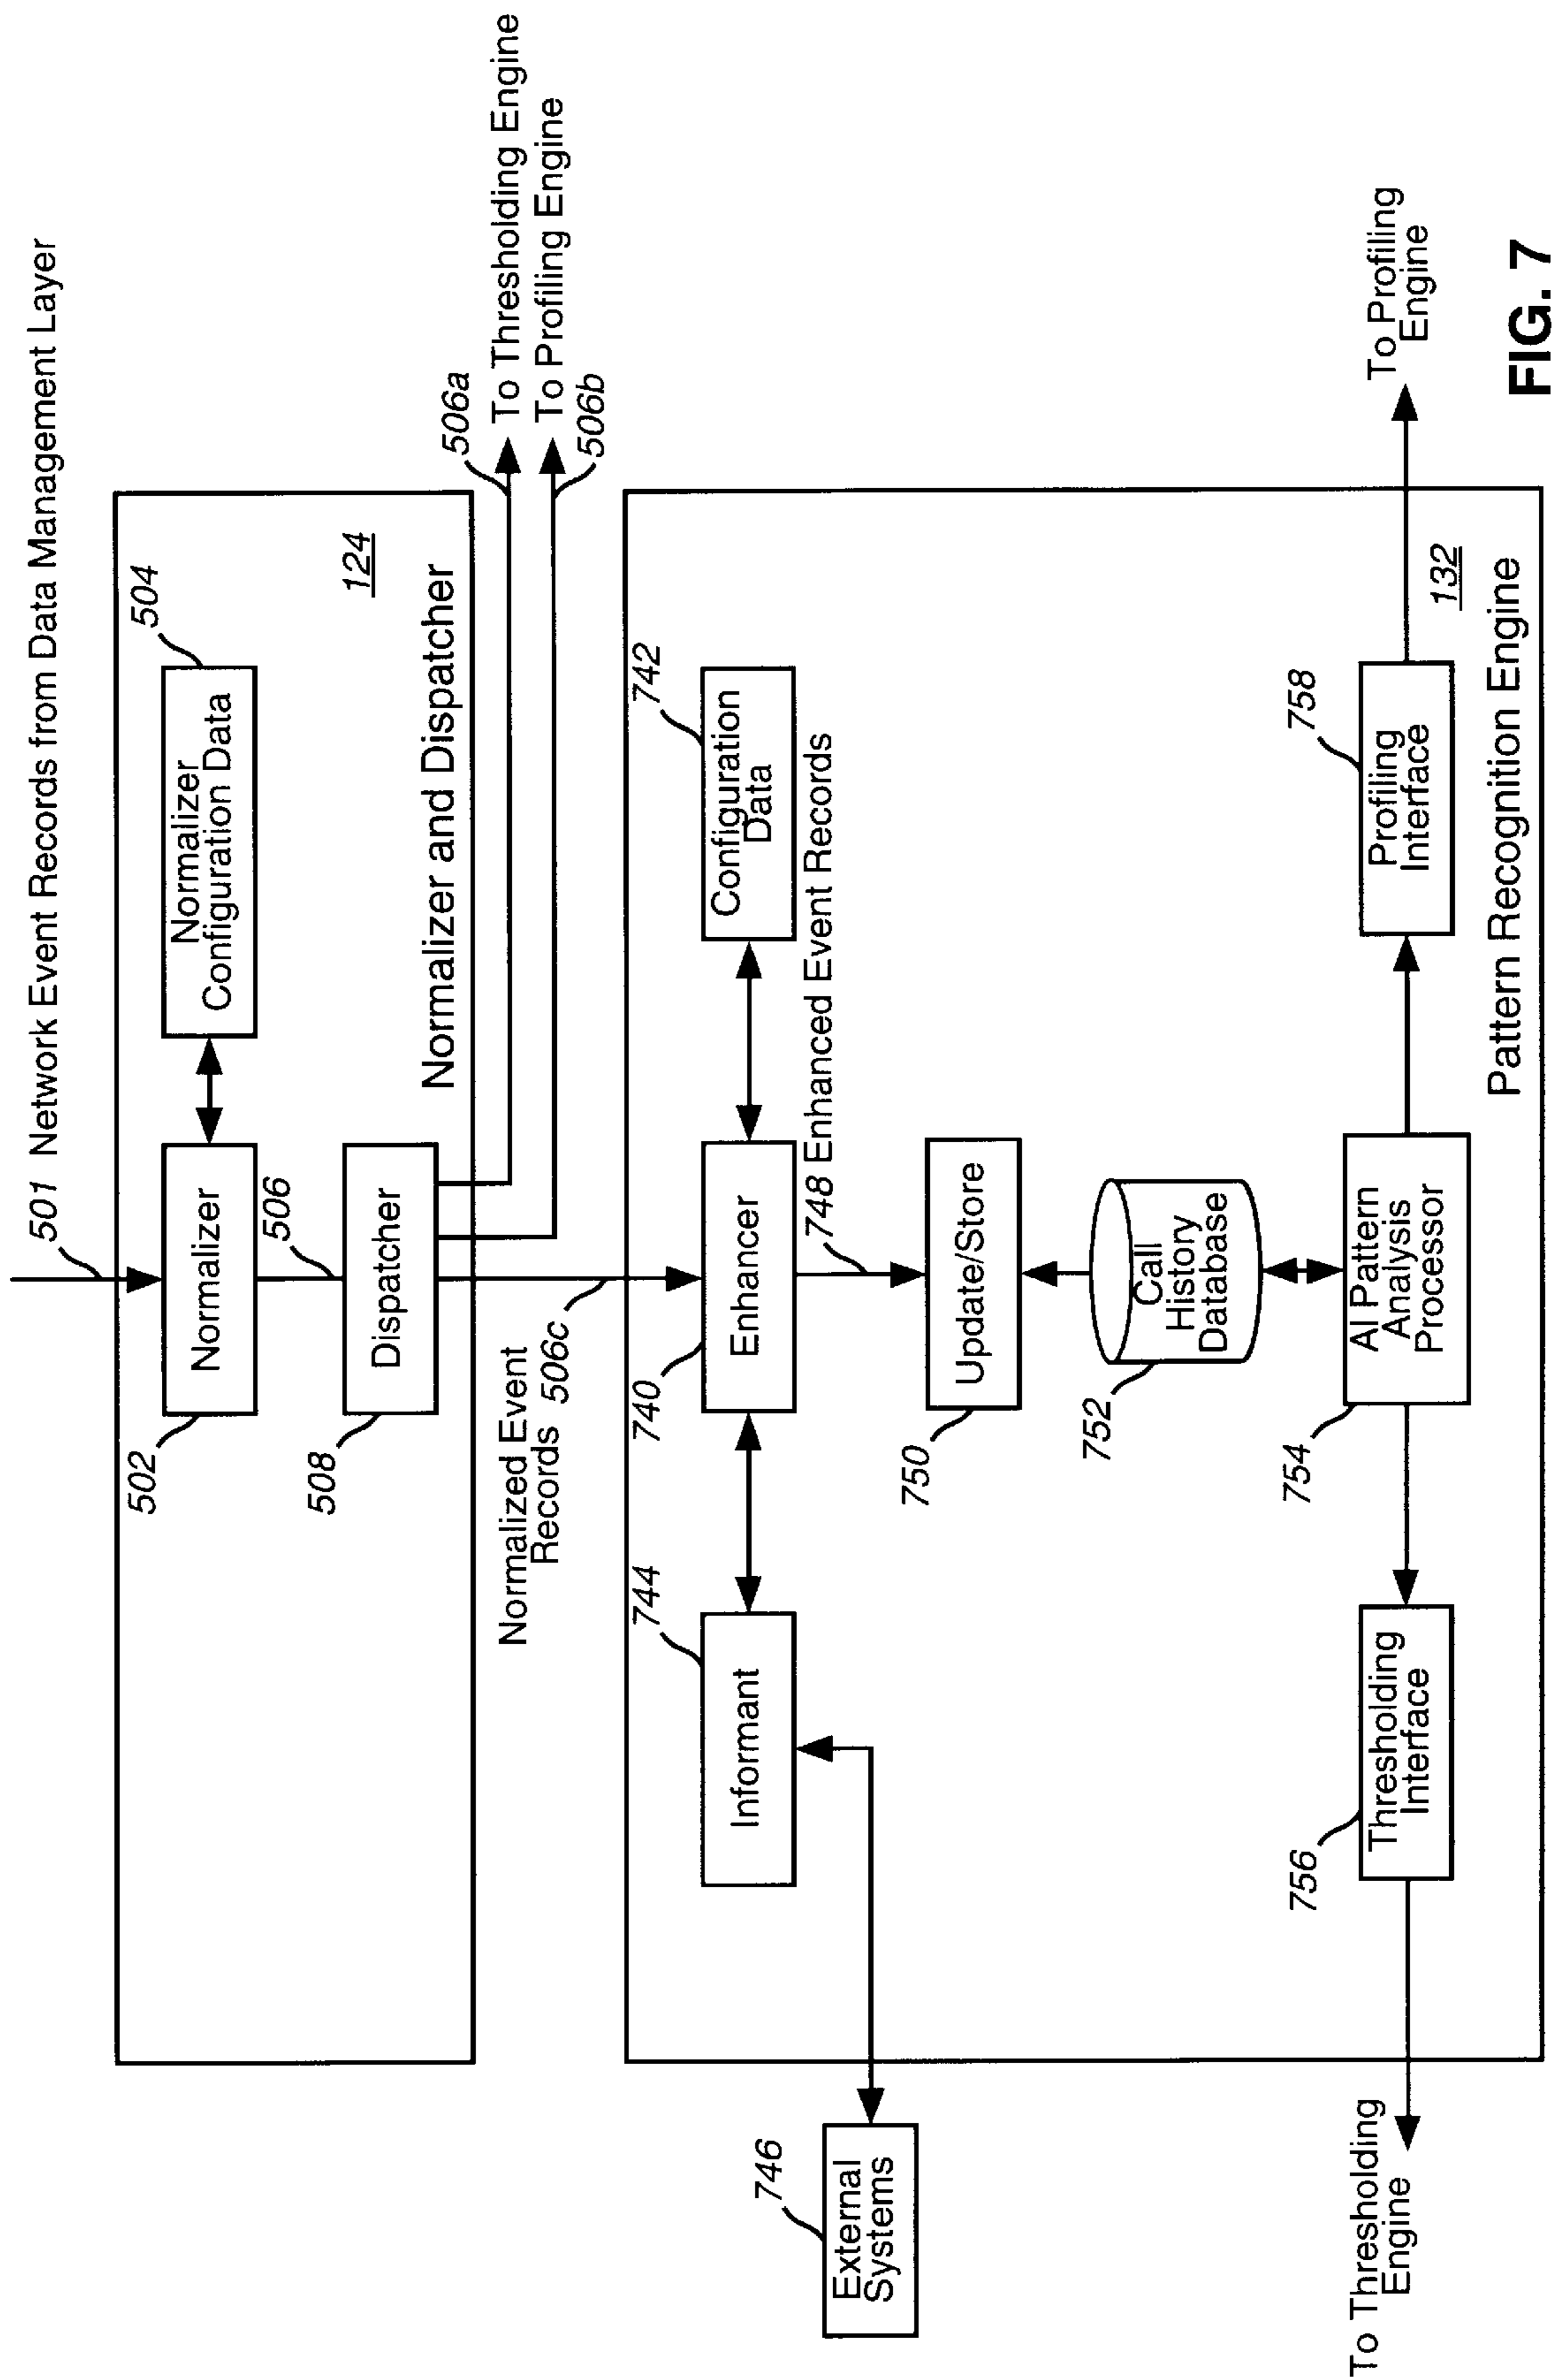 501 Network Event Records from Data Management Layer
504
Normalizer
Configuration Data
124
502
Normalizer
506
508
Dispatcher
Normalizer and Dispatcher
506a
To Thresholding Engine
To Profiling Engine
506b
Normalized Event
Records 506c
744
Informant
740
Enhancer
742
Configuration
Data
746
External
Systems
748 Enhanced Event Records
750
Update/Store
752
Call
History
Database
754
AI Pattern
Analysis
Processor
756
Thresholding
Interface
To Thresholding
Engine
758
Profiling
Interface
To Profiling
Engine
132
Pattern Recognition Engine
FIG. 7